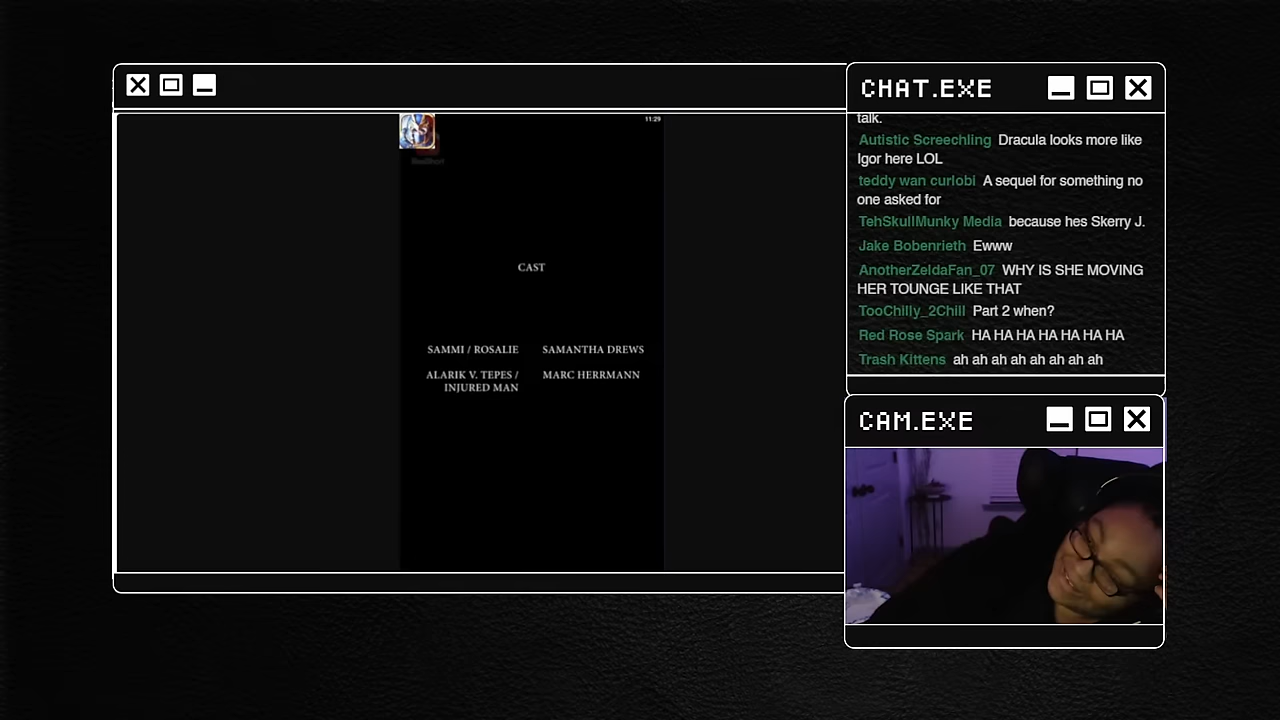 CHAT.EXE
talk.
Autistic Screechling Dracula looks more like
Igor here LOL
teddy wan curlobi A sequel for something no
one asked for
TehSkullMunky Media because hes Skerry J.
Jake Bobenrieth Ewww
AnotherZeldaFan_07 WHY IS SHE MOVING
HER TOUNGE LIKE THAT
TooChilly_2Chill Part 2 when?
Red Rose Spark HA HA HA HA HA HA HA
Trash Kittens ah ah ah ah ah ah ah ah
11:29
CAST
SAMMI / ROSALIE SAMANTHA DREWS
ALARIK V. TEPES / MARC HERRMANN
INJURED MAN
CAM.EXE